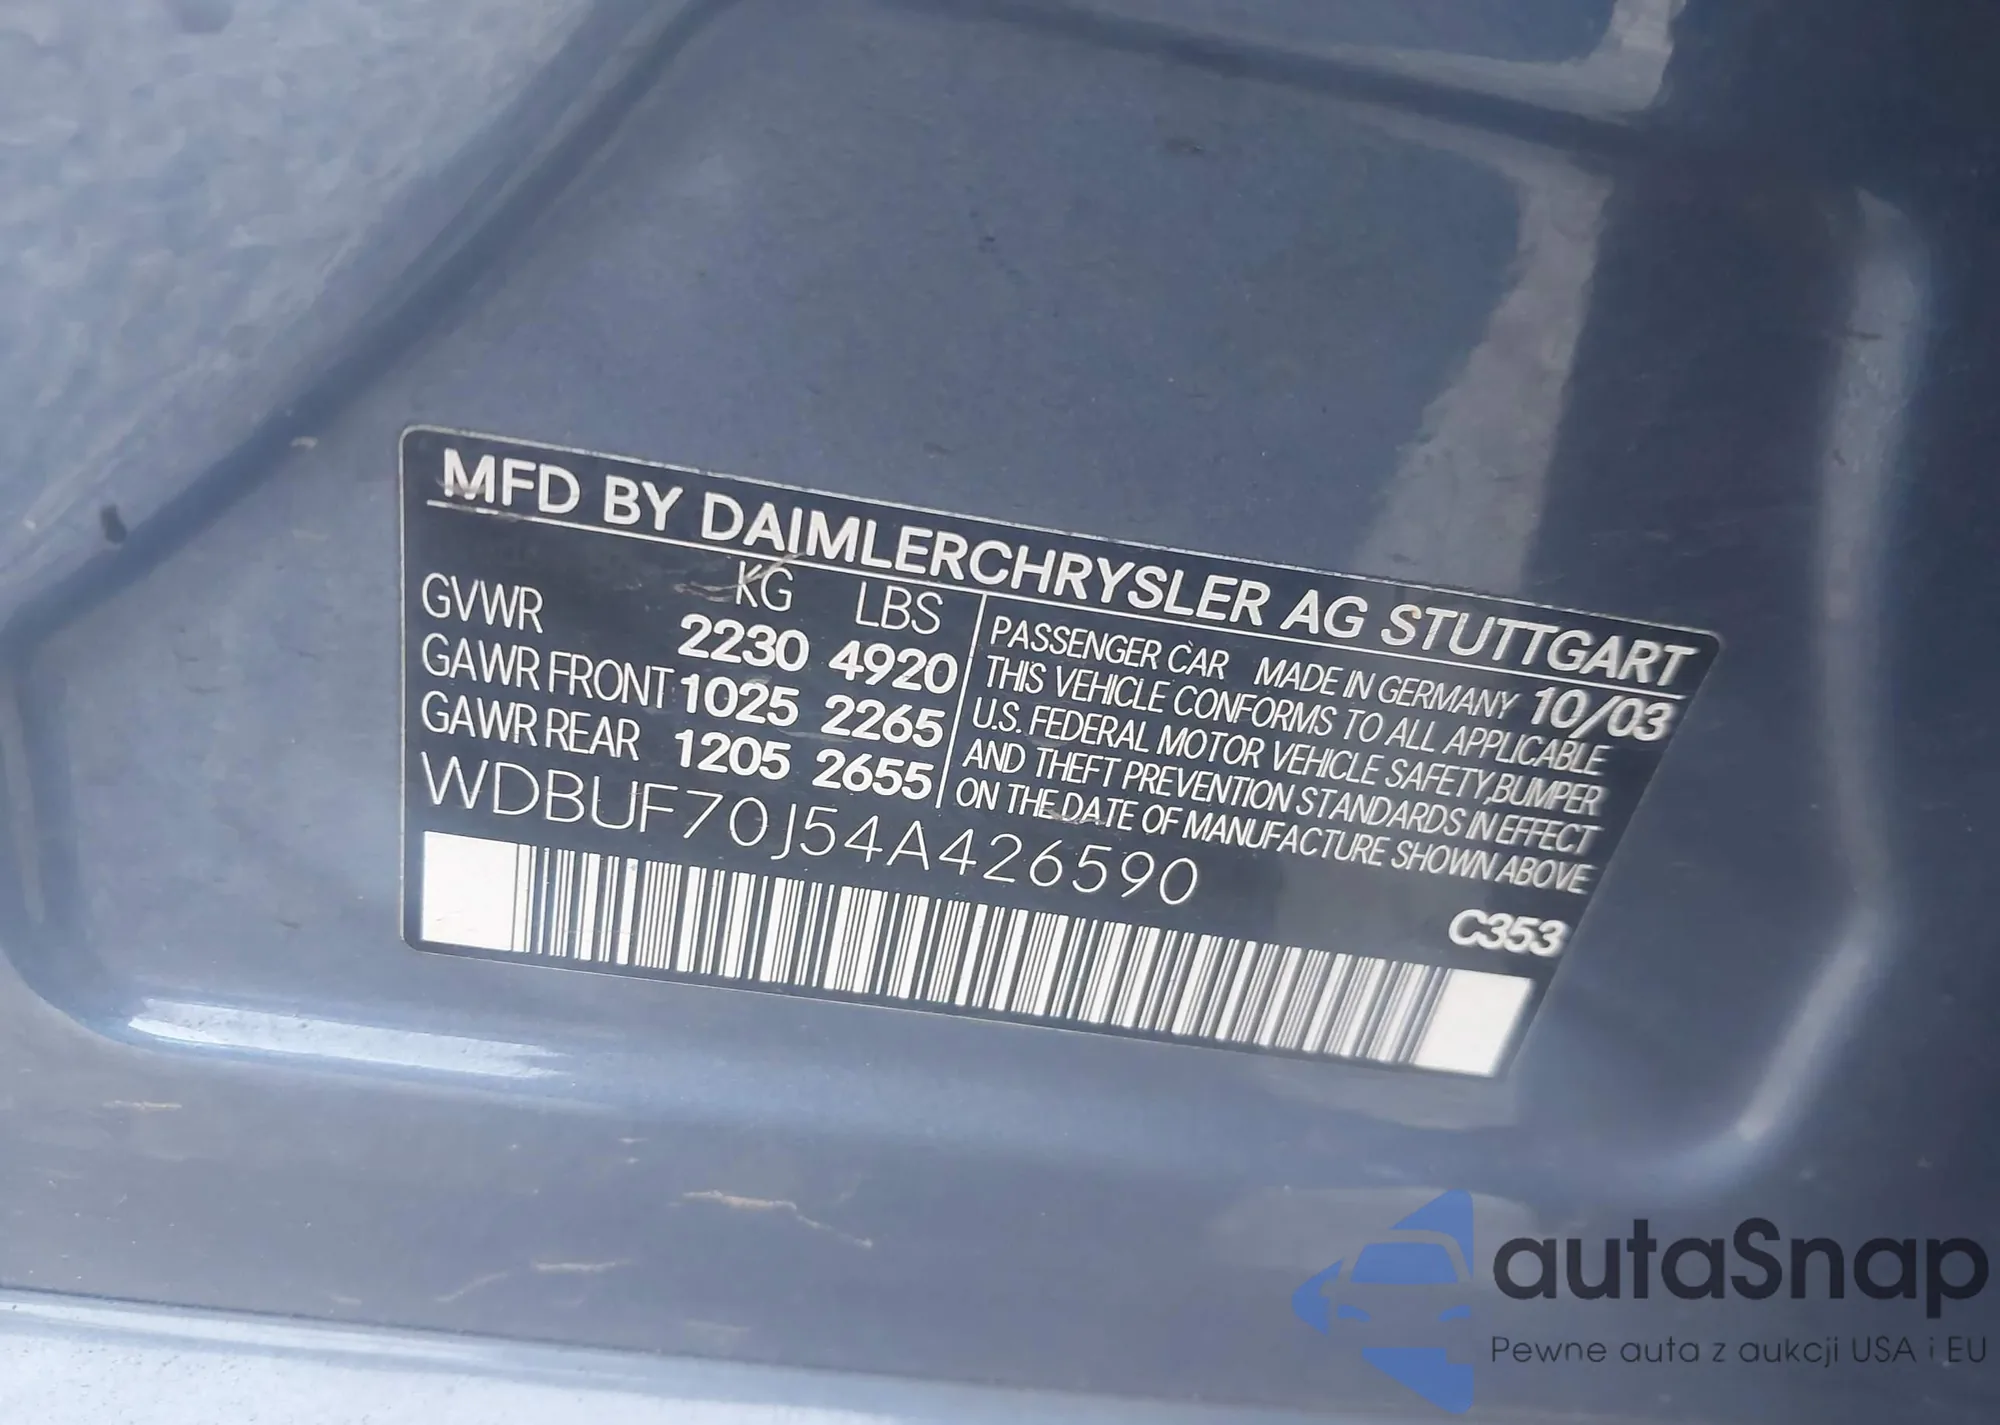 MFD BY DAIMLERCHRYSLER AG STUTTGART
KG LBS
GVWR 2230 4920
GAWR FRONT 1025 2265
GAWR REAR 1205 2655
PASSENGER CAR MADE IN GERMANY 10/03
THIS VEHICLE CONFORMS TO ALL APPLICABLE
U.S. FEDERAL MOTOR VEHICLE SAFETY,BUMPER
AND THEFT PREVENTION STANDARDS IN EFFECT
ON THE DATE OF MANUFACTURE SHOWN ABOVE
WDBUF70J54A426590
C353
autaSnap
Pewne auta z aukcji USA i EU